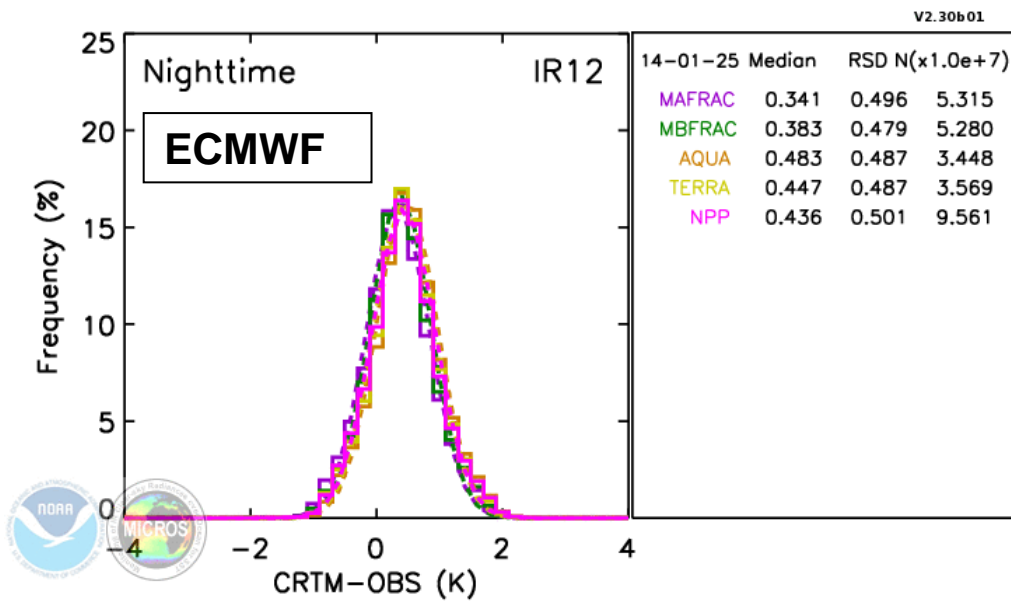 V2.30b01
25
20
15
10
5
0
Frequency (%)
Nighttime IR12
ECMWF
-4 -2 0 2 4
CRTM-OBS (K)
14-01-25 Median RSD N(x1.0e+7)
MAFRAC 0.341 0.496 5.315
MBFRAC 0.383 0.479 5.280
AQUA 0.483 0.487 3.448
TERRA 0.447 0.487 3.569
NPP 0.436 0.501 9.561
NOAA
MICROS